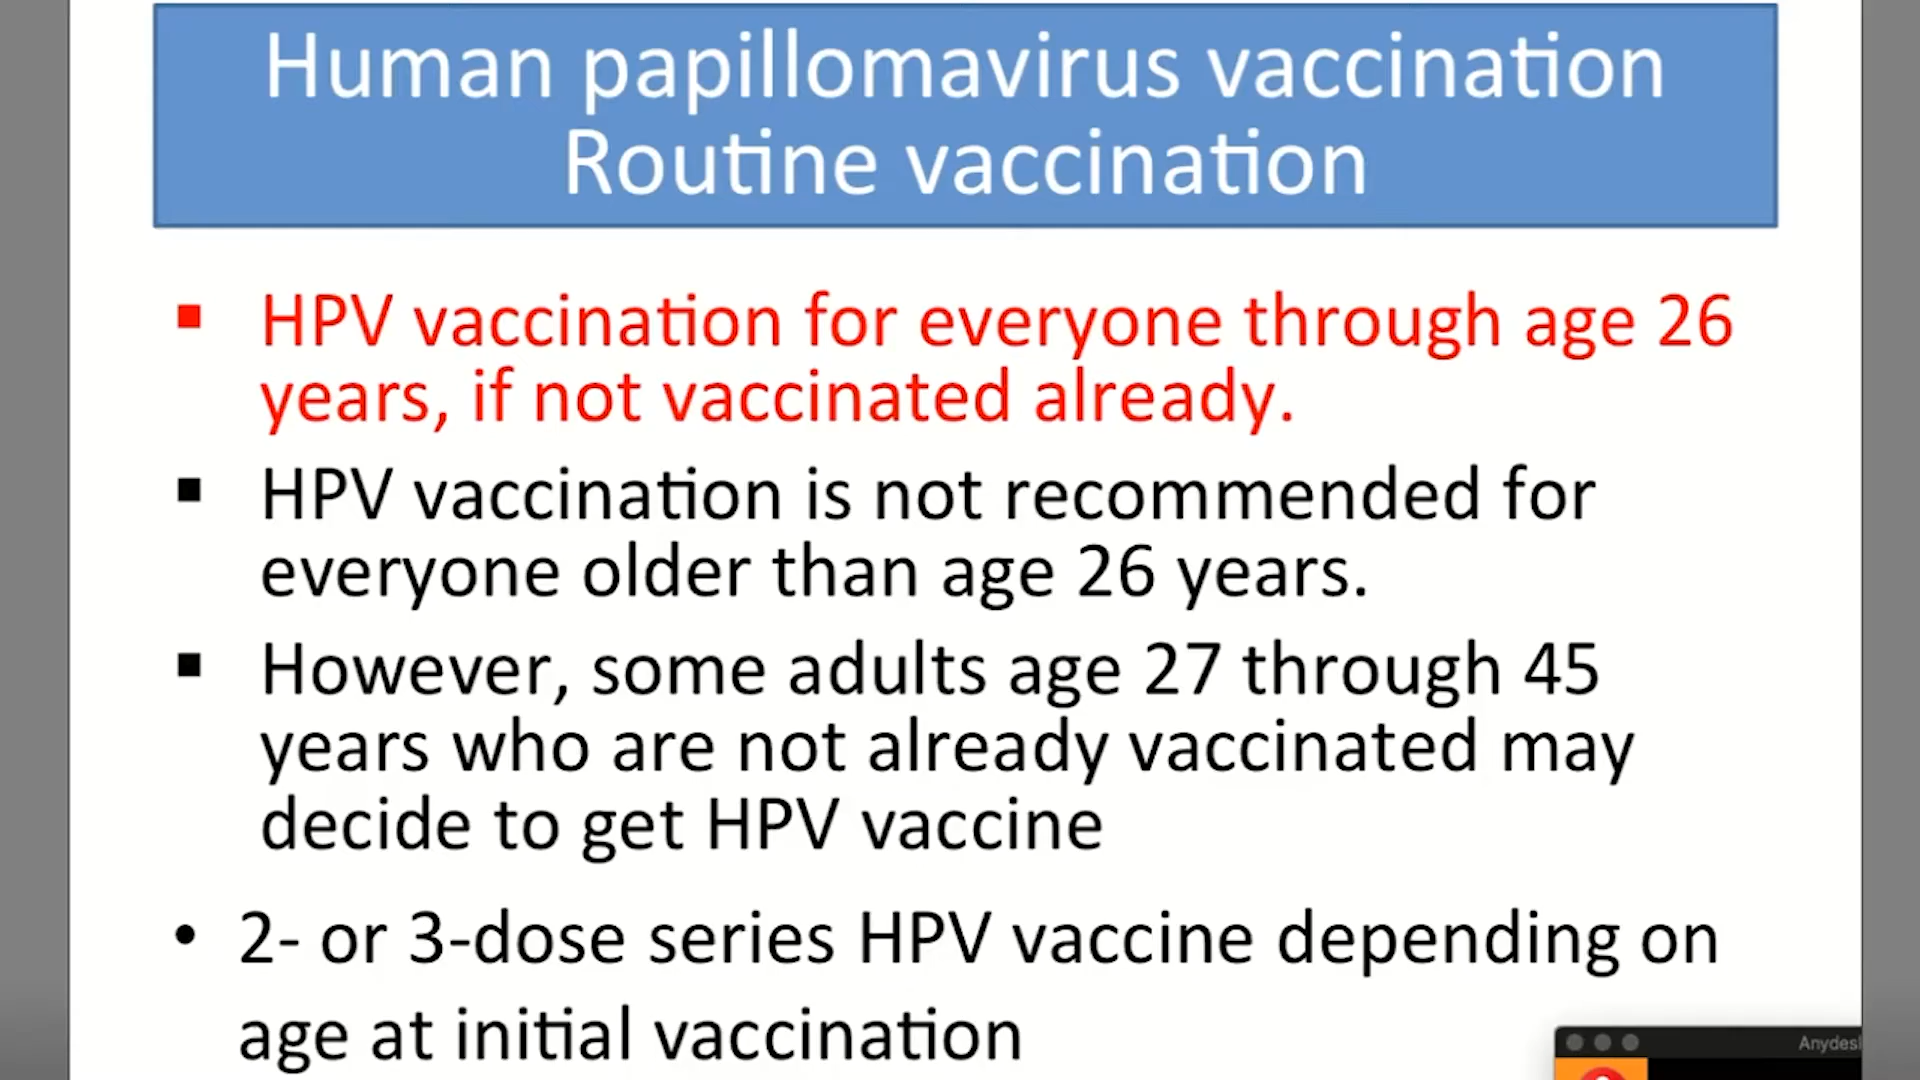 Human papillomavirus vaccination
Routine vaccination
▪ HPV vaccination for everyone through age 26
years, if not vaccinated already.
▪ HPV vaccination is not recommended for
everyone older than age 26 years.
▪ However, some adults age 27 through 45
years who are not already vaccinated may
decide to get HPV vaccine
• 2- or 3-dose series HPV vaccine depending on
age at initial vaccination